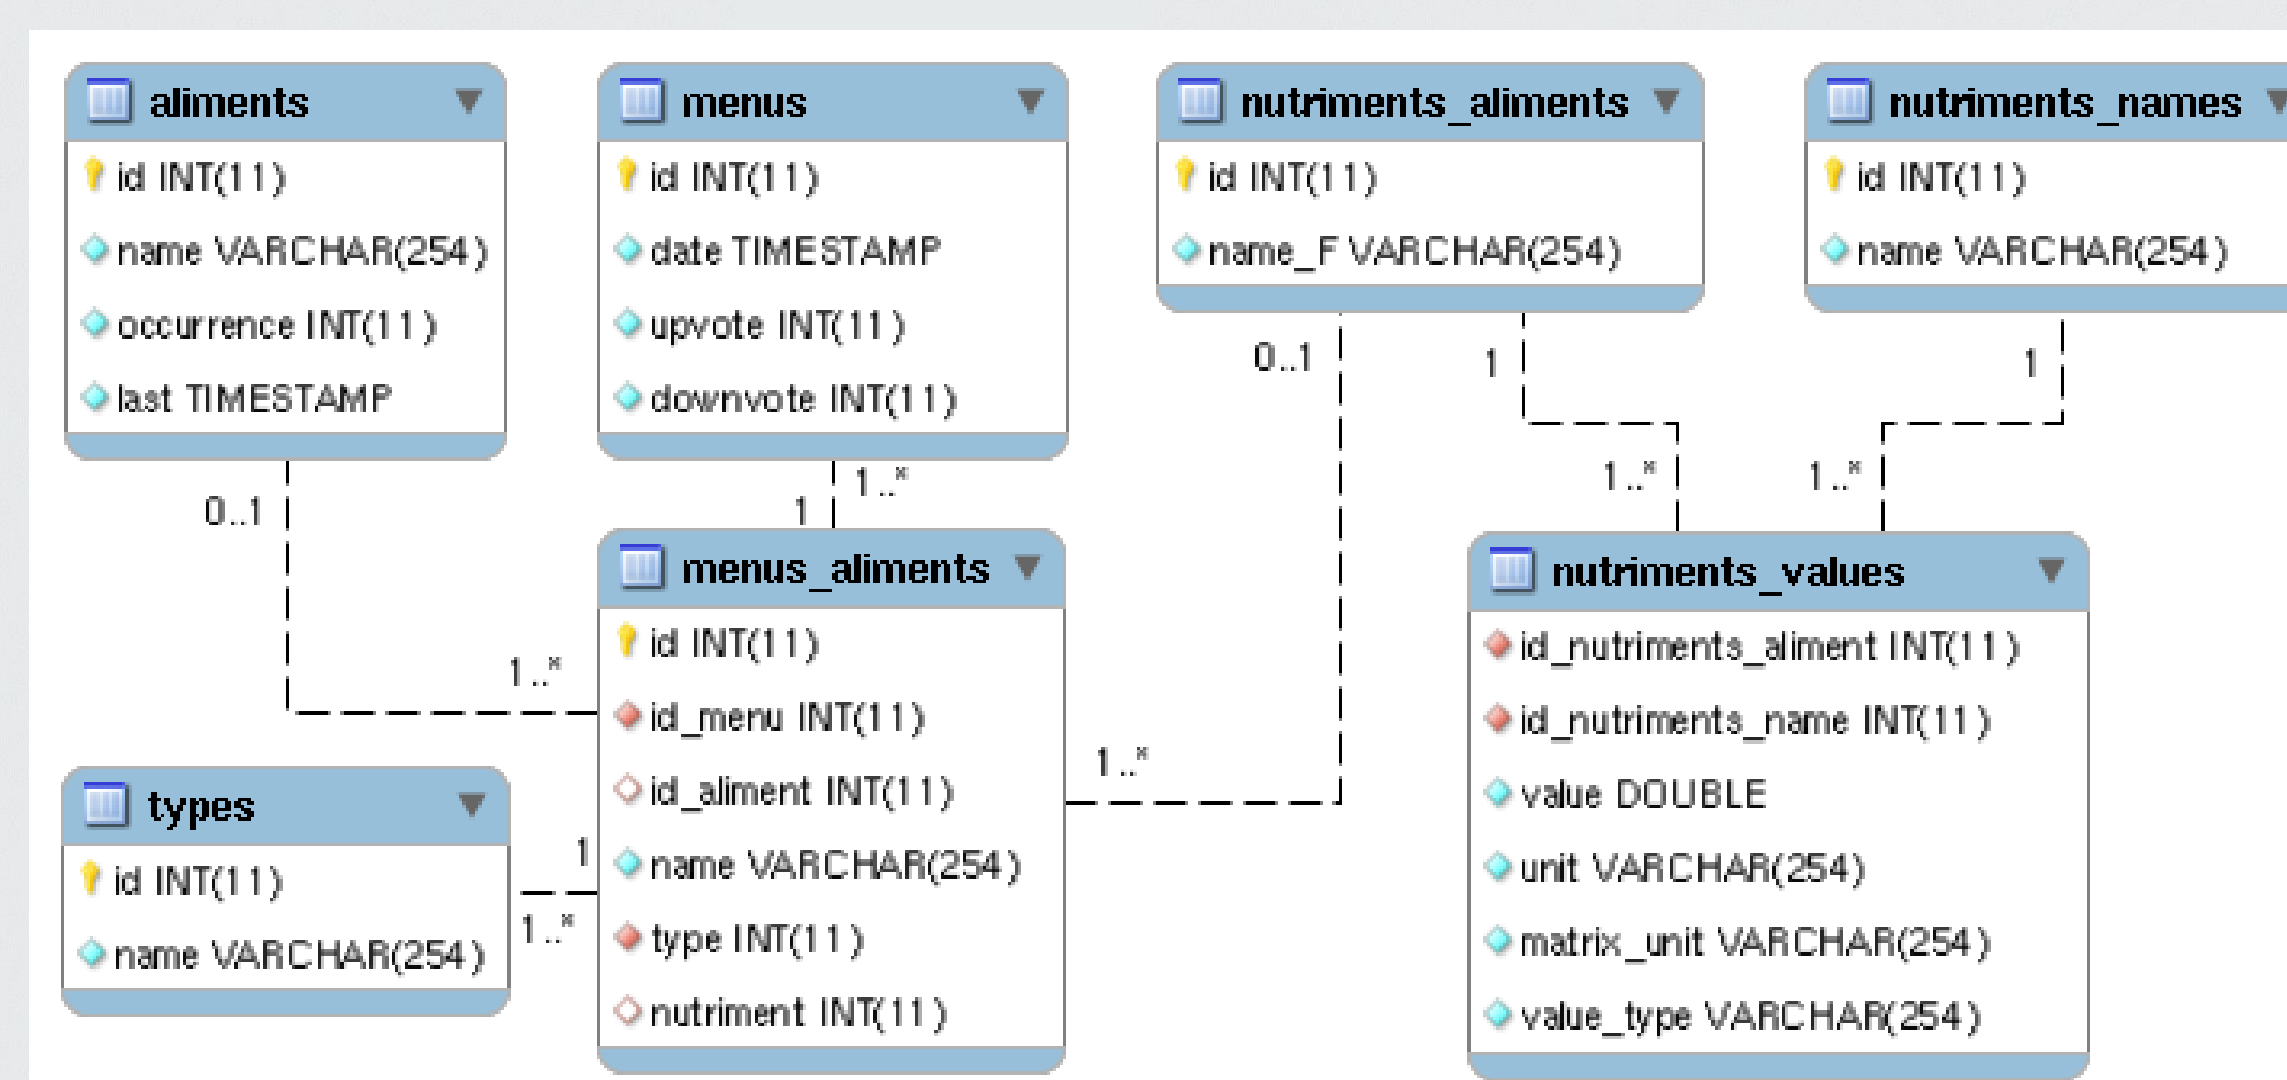 aliments
id INT(11)
name VARCHAR(254)
occurrence INT(11)
last TIMESTAMP
menus
id INT(11)
date TIMESTAMP
upvote INT(11)
downvote INT(11)
nutriments_aliments
id INT(11)
name_F VARCHAR(254)
nutriments_names
id INT(11)
name VARCHAR(254)
0..1
1..*
1
0..1
1
1
1..*
1..*
1..*
1..*
menus_aliments
id INT(11)
id_menu INT(11)
id_aliment INT(11)
name VARCHAR(254)
type INT(11)
nutriment INT(11)
types
id INT(11)
name VARCHAR(254)
1
1..*
nutriments_values
id_nutriments_aliment INT(11)
id_nutriments_name INT(11)
value DOUBLE
unit VARCHAR(254)
matrix_unit VARCHAR(254)
value_type VARCHAR(254)